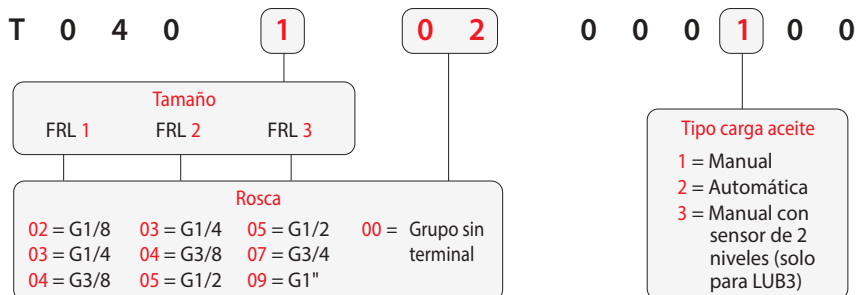 T 0 4 0 1 0 2 0 0 0 1 0 0
Tamaño
FRL 1 FRL 2 FRL 3
Rosca
02 = G1/8 03 = G1/4 05 = G1/2 00 = Grupo sin
03 = G1/4 04 = G3/8 07 = G3/4 terminal
04 = G3/8 05 = G1/2 09 = G1"
Tipo carga aceite
1 = Manual
2 = Automática
3 = Manual con
sensor de 2
niveles (solo
para LUB3)